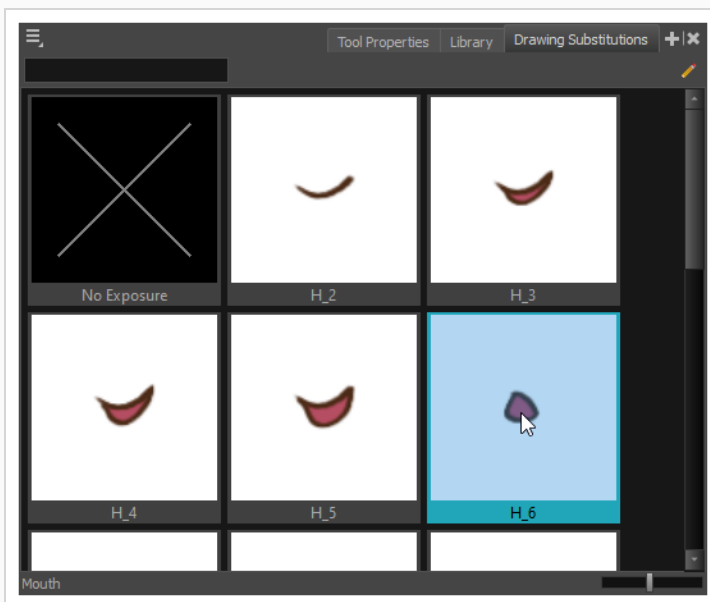 Tool Properties Library Drawing Substitutions
No Exposure H_2 H_3
H_4 H_5 H_6
Mouth